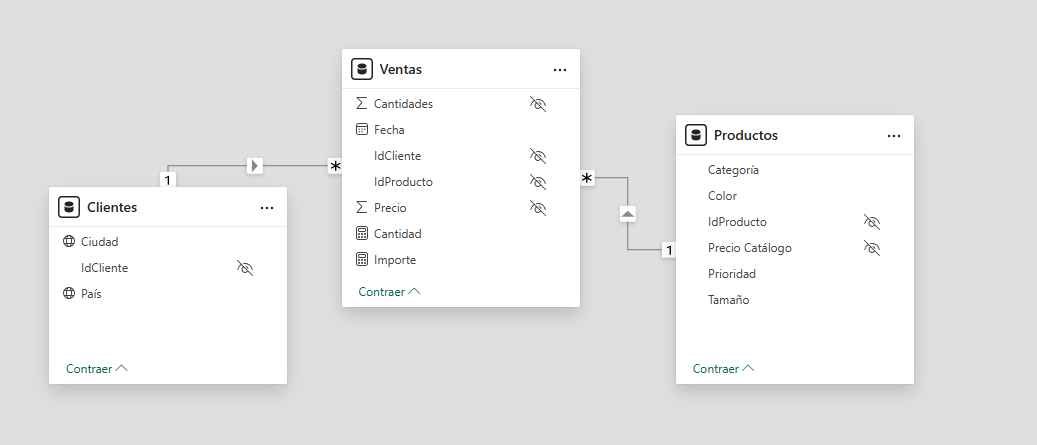 Ventas
Cantidades
Fecha
IdCliente
IdProducto
Precio
Cantidad
Importe
Contraer
1
*
Clientes
Ciudad
IdCliente
País
Contraer
*
1
Productos
Categoría
Color
IdProducto
Precio Catálogo
Prioridad
Tamaño
Contraer